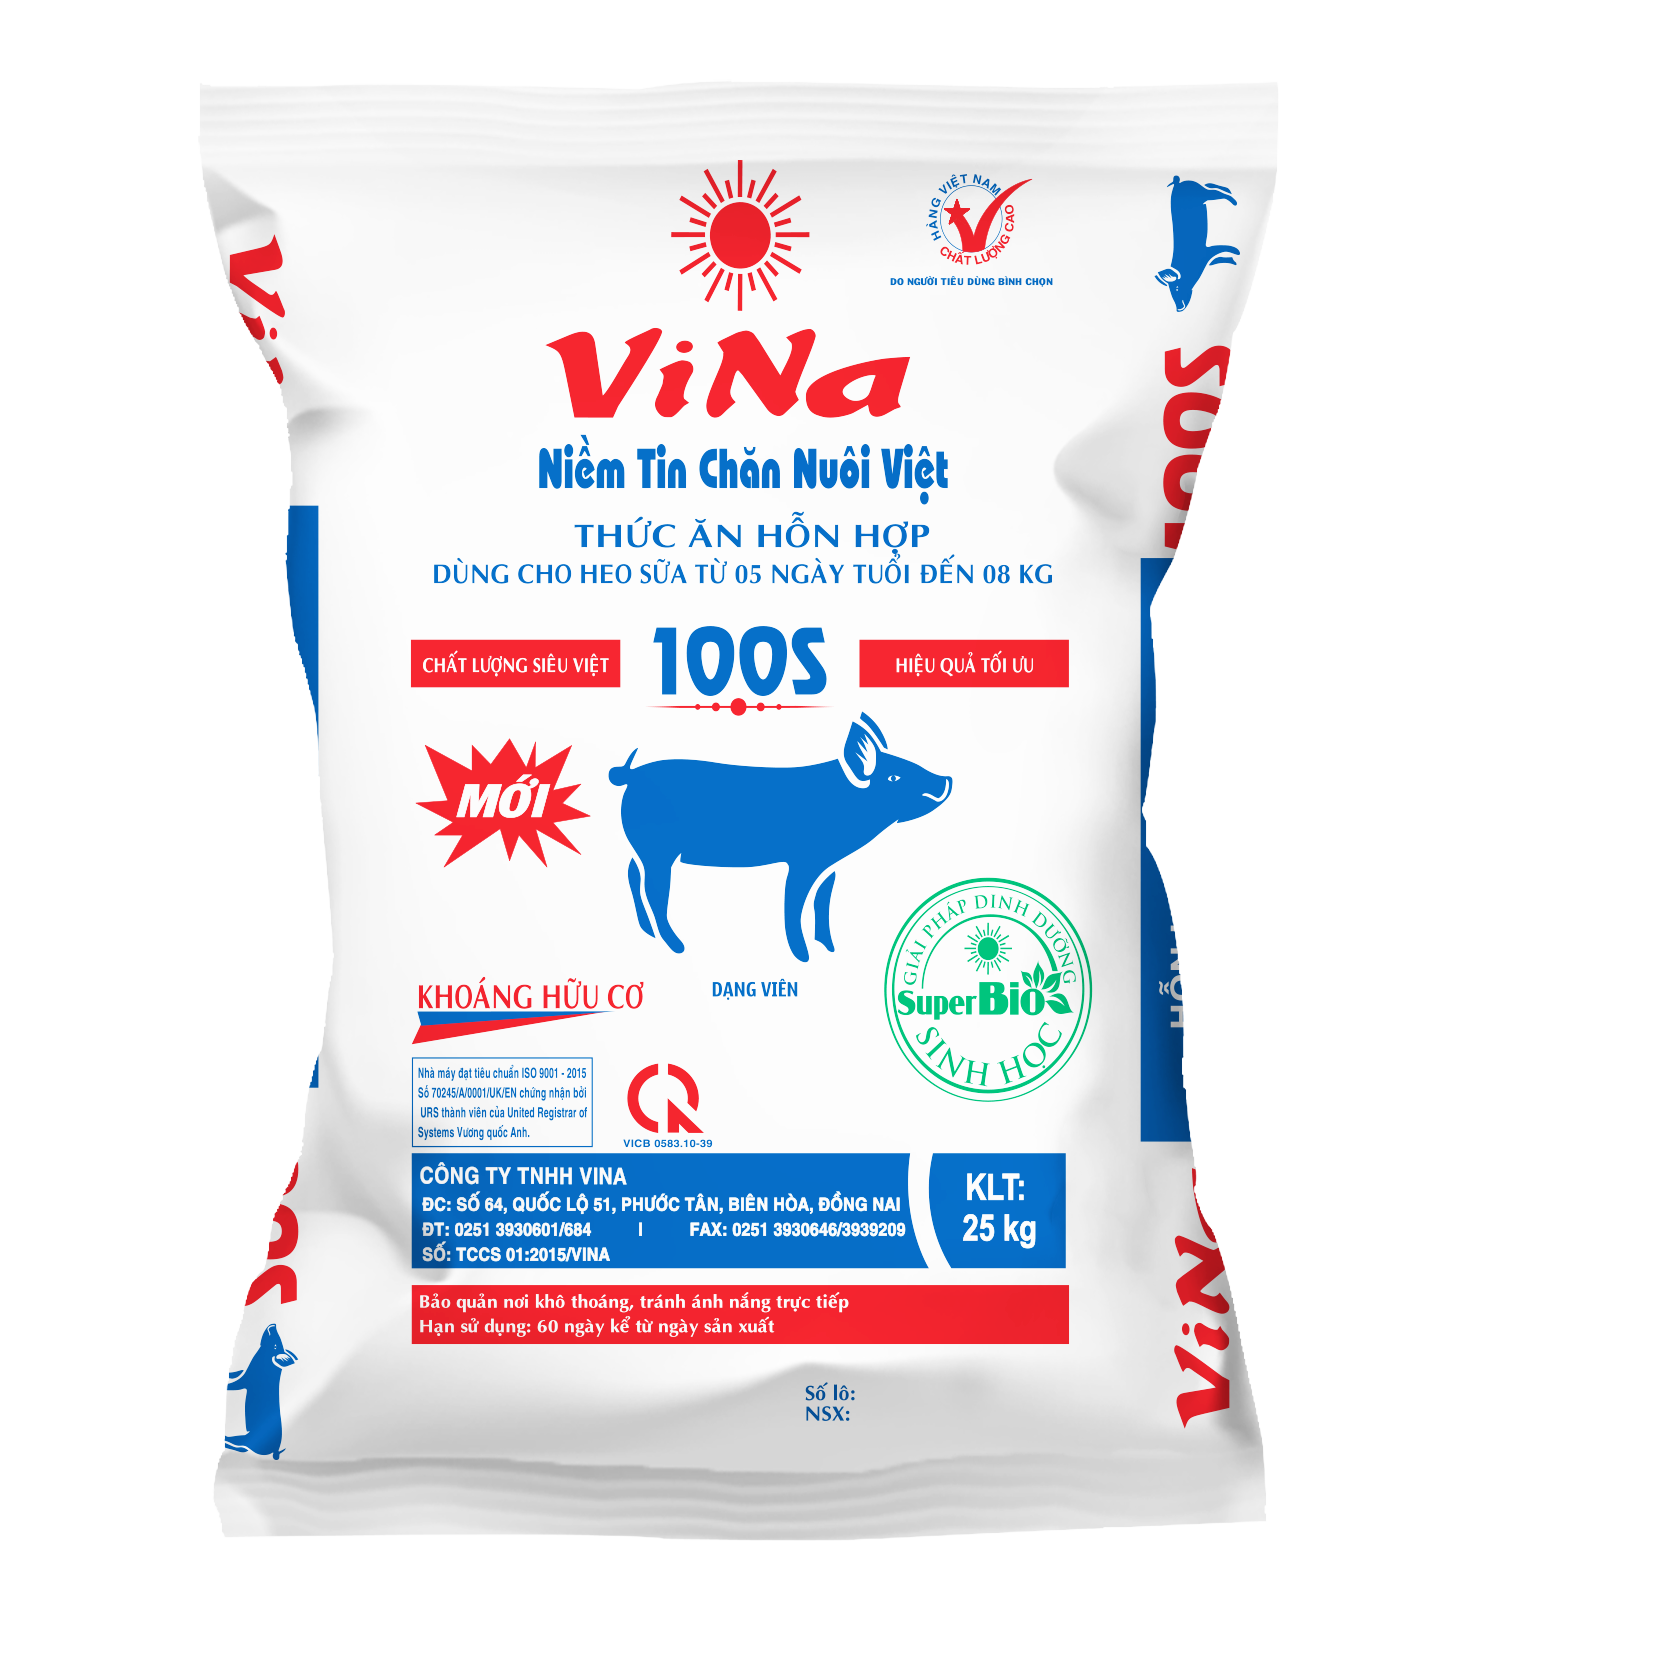 HÀNG VIỆT NAM
CHẤT LƯỢNG CAO
DO NGƯỜI TIÊU DÙNG BÌNH CHỌN
ViNa
Niềm Tin Chăn Nuôi Việt
THỨC ĂN HỖN HỢP
DÙNG CHO HEO SỮA TỪ 05 NGÀY TUỔI ĐẾN 08 KG
CHẤT LƯỢNG SIÊU VIỆT
100S
HIỆU QUẢ TỐI ƯU
MỚI
GIẢI PHÁP DINH DƯỠNG
SuperBio
SINH HỌC
DẠNG VIÊN
KHOÁNG HỮU CƠ
Nhà máy đạt tiêu chuẩn ISO 9001 - 2015
Số 70245/A/0001/UK/EN chứng nhận bởi
URS thành viên của United Registrar of
Systems Vương quốc Anh.
VICB 0583.10-39
CÔNG TY TNHH VINA
ĐC: SỐ 64, QUỐC LỘ 51, PHƯỚC TÂN, BIÊN HÒA, ĐỒNG NAI
ĐT: 0251 3930601/684 | FAX: 0251 3930646/3939209
SỐ: TCCS 01:2015/VINA
KLT:
25 kg
Bảo quản nơi khô thoáng, tránh ánh nắng trực tiếp
Hạn sử dụng: 60 ngày kể từ ngày sản xuất
Số lô:
NSX: